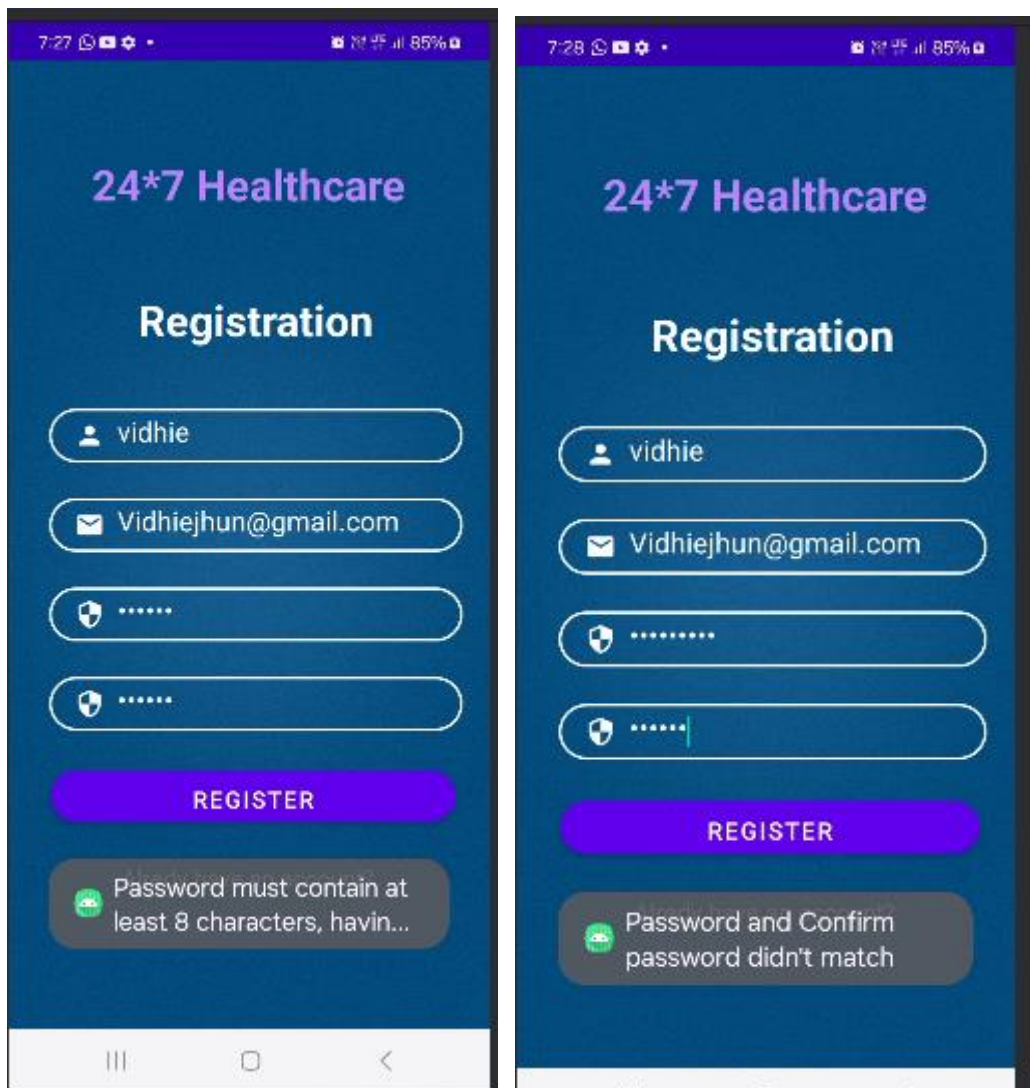 7:27
85%
24*7 Healthcare
Registration
vidhie
Vidhiejhun@gmail.com
••••••
••••••
REGISTER
Password must contain at
least 8 characters, havin...
7:28
85%
24*7 Healthcare
Registration
vidhie
Vidhiejhun@gmail.com
•••••••••
••••••
REGISTER
Password and Confirm
password didn't match